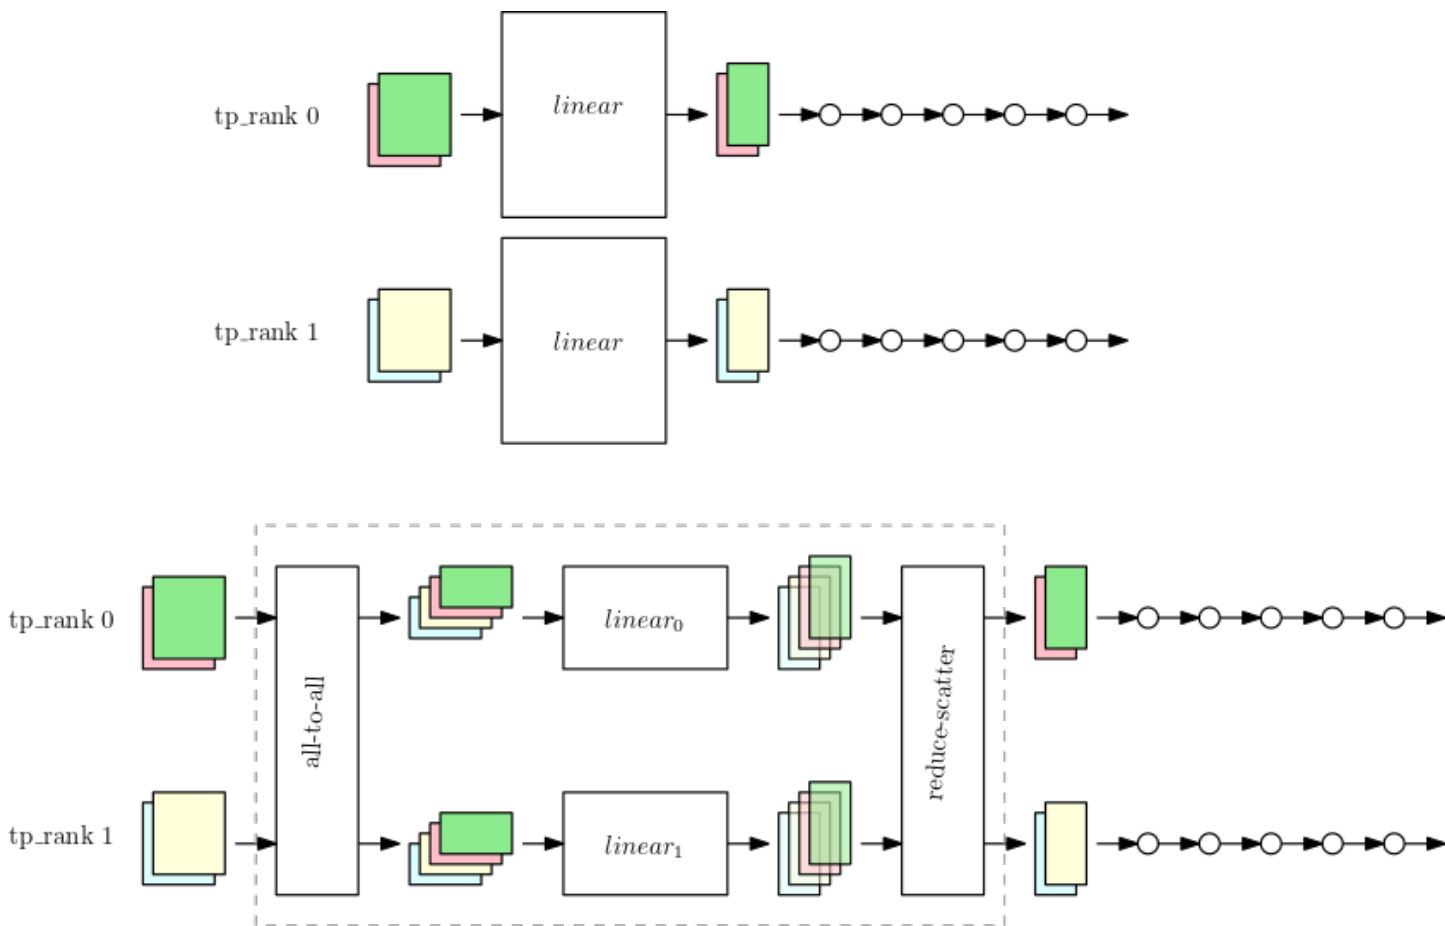 tp_rank 0
linear
tp_rank 1
linear
tp_rank 0
all-to-all
linear₀
reduce-scatter
tp_rank 1
linear₁